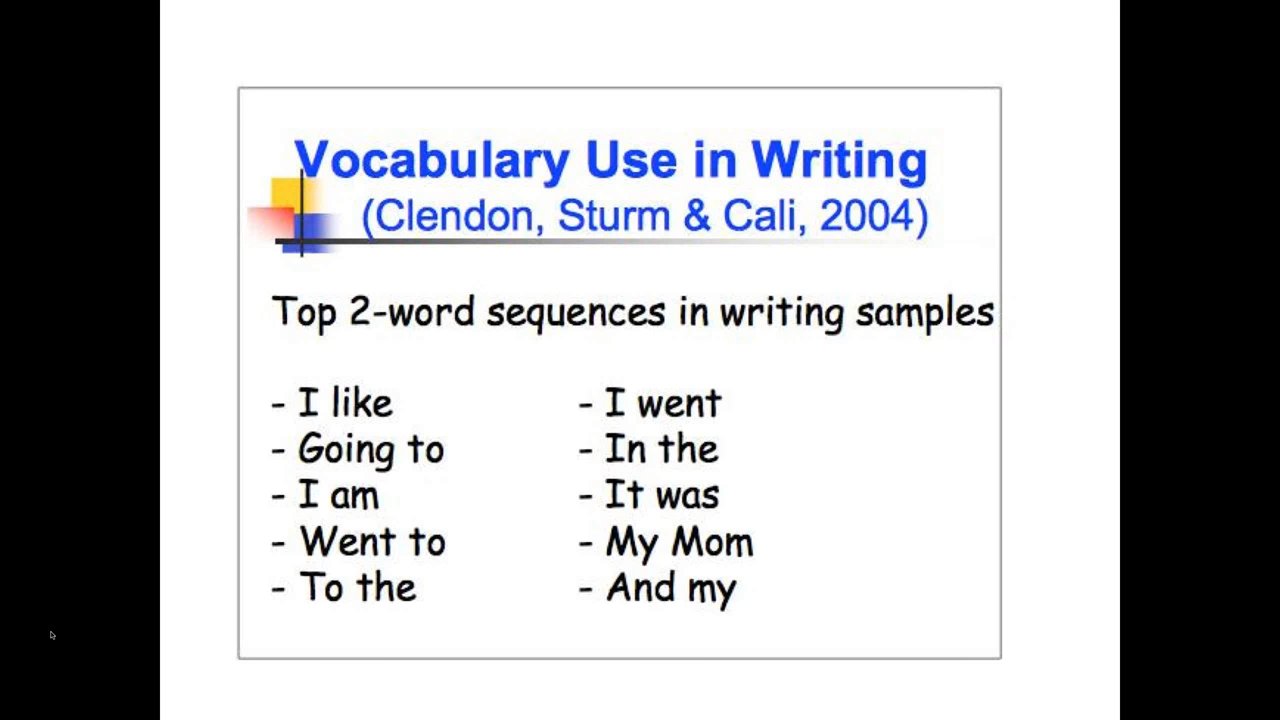 Vocabulary Use in Writing
(Clendon, Sturm & Cali, 2004)
Top 2-word sequences in writing samples
- I like
- Going to
- I am
- Went to
- To the
- I went
- In the
- It was
- My Mom
- And my